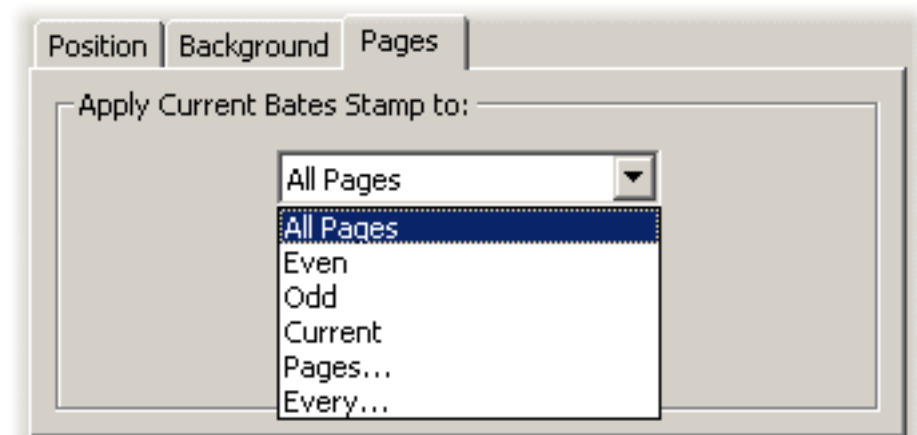 Position Background Pages
Apply Current Bates Stamp to:
All Pages
All Pages
Even
Odd
Current
Pages...
Every...